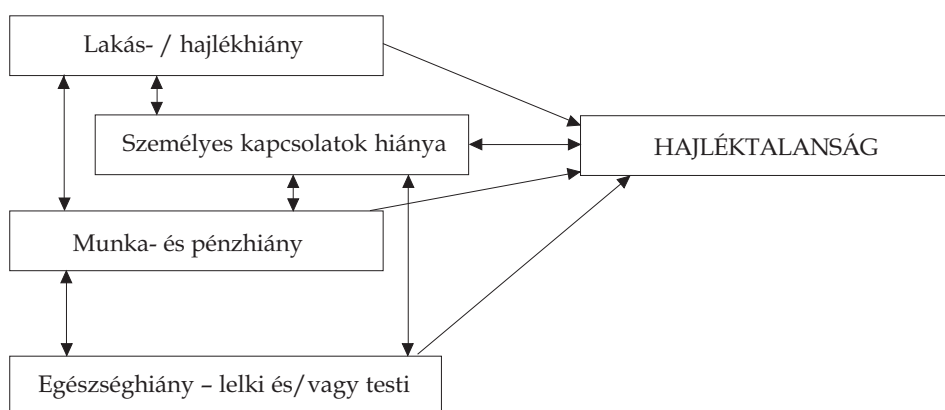 Lakás- / hajlékhiány
Személyes kapcsolatok hiánya
HAJLÉKTALANSÁG
Munka- és pénzhiány
Egészséghiány – lelki és/vagy testi